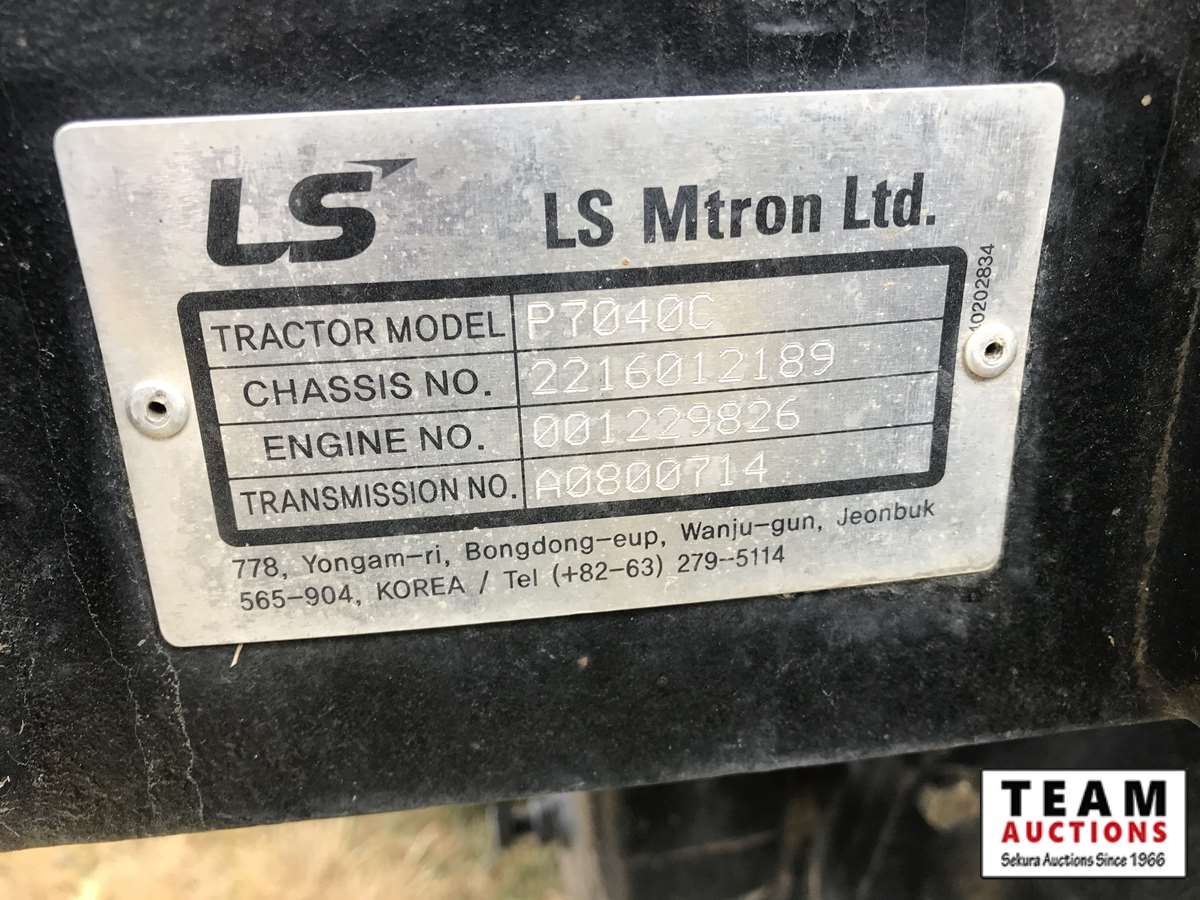 LS LS Mtron Ltd.
TRACTOR MODEL P7040C
CHASSIS NO. 2216012189
ENGINE NO. 001229826
TRANSMISSION NO. A0800714
40202834
778, Yongam-ri, Bongdong-eup, Wanju-gun, Jeonbuk
565-904, KOREA / Tel (+82-63) 279-5114
TEAM
AUCTIONS
Sekura Auctions Since 1966